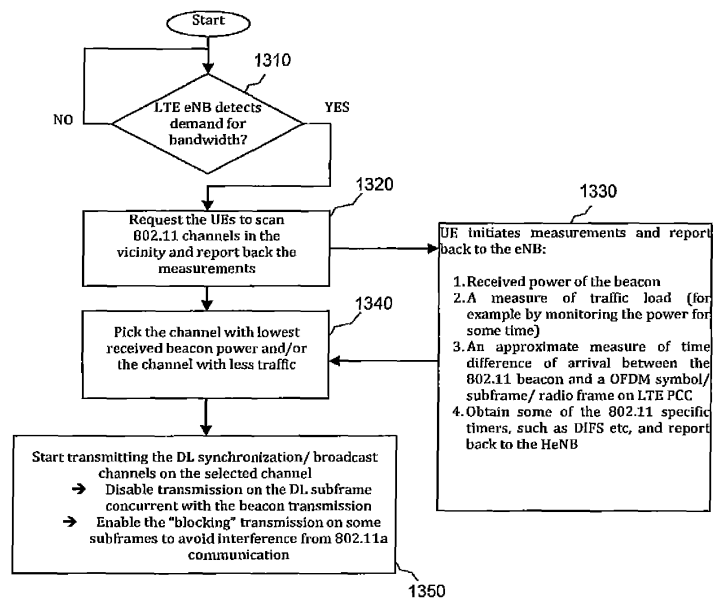 Start
1310
LTE eNB detects
demand for
bandwidth?
NO
YES
1320
Request the UEs to scan
802.11 channels in the
vicinity and report back the
measurements
1330
UE initiates measurements and report
back to the eNB:
1. Received power of the beacon
2. A measure of traffic load (for
example by monitoring the power for
some time)
3. An approximate measure of time
difference of arrival between the
802.11 beacon and a OFDM symbol/
subframe/ radio frame on LTE PCC
4. Obtain some of the 802.11 specific
timers, such as DIFS etc, and report
back to the HeNB
1340
Pick the channel with lowest
received beacon power and/or
the channel with less traffic
Start transmitting the DL synchronization/ broadcast
channels on the selected channel
→ Disable transmission on the DL subframe
concurrent with the beacon transmission
→ Enable the "blocking" transmission on some
subframes to avoid interference from 802.11a
communication
1350